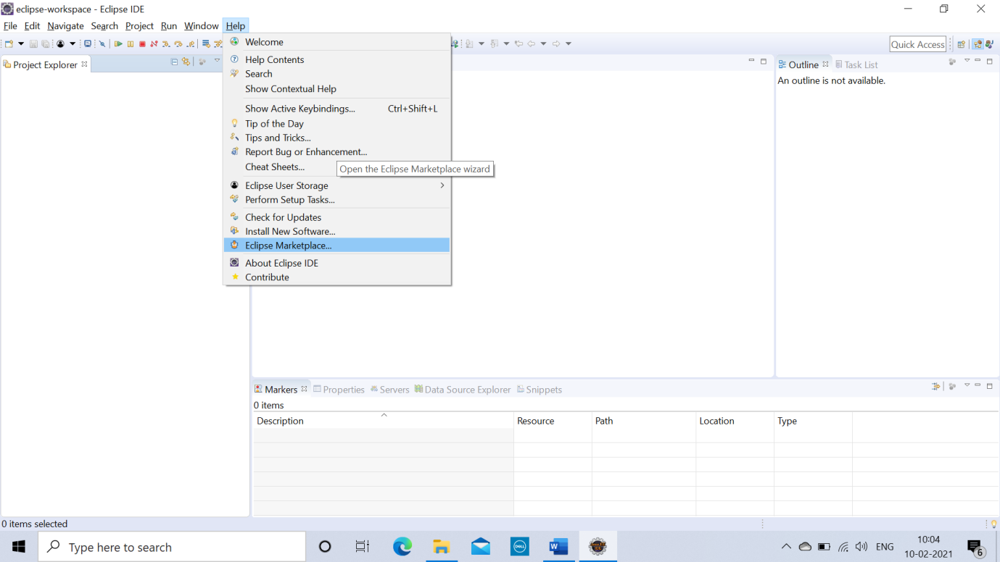 eclipse-workspace - Eclipse IDE
File Edit Navigate Search Project Run Window Help
Quick Access
Project Explorer
Welcome
Help Contents
Search
Show Contextual Help
Show Active Keybindings... Ctrl+Shift+L
Tip of the Day
Tips and Tricks...
Report Bug or Enhancement...
Cheat Sheets...
Open the Eclipse Marketplace wizard
Eclipse User Storage
Perform Setup Tasks...
Check for Updates
Install New Software...
Eclipse Marketplace...
About Eclipse IDE
Contribute
Outline Task List
An outline is not available.
Markers Properties Servers Data Source Explorer Snippets
0 items
Description Resource Path Location Type
0 items selected
Type here to search
DELL
W
ENG
10:04
10-02-2021
6